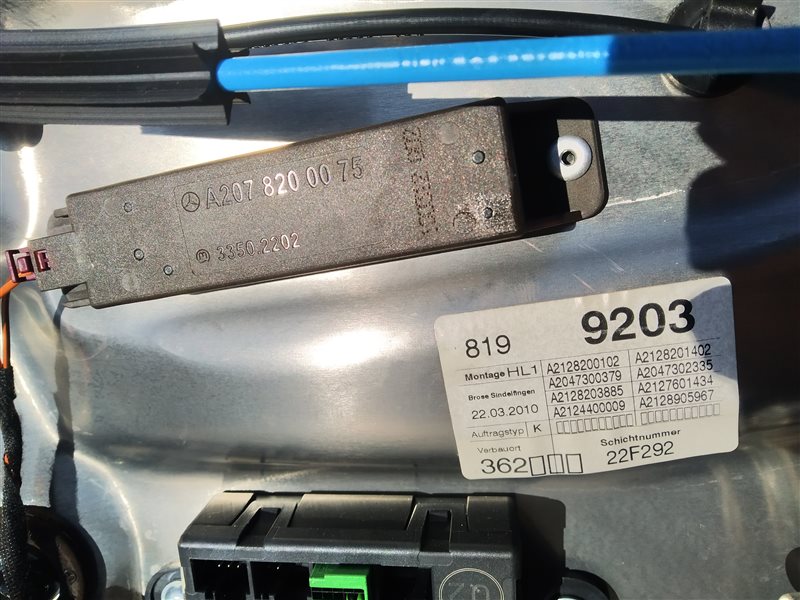 A207 820 00 75
3350.2202
819 9203
Montage HL1 A2128200102 A2128201402
A2047300379 A2047302335
Brose Sindelfingen A2128203885 A2127601434
22.03.2010 A2124400009 A2128905967
Auftragstyp K
Verbauort Schichtnummer
362 22F292